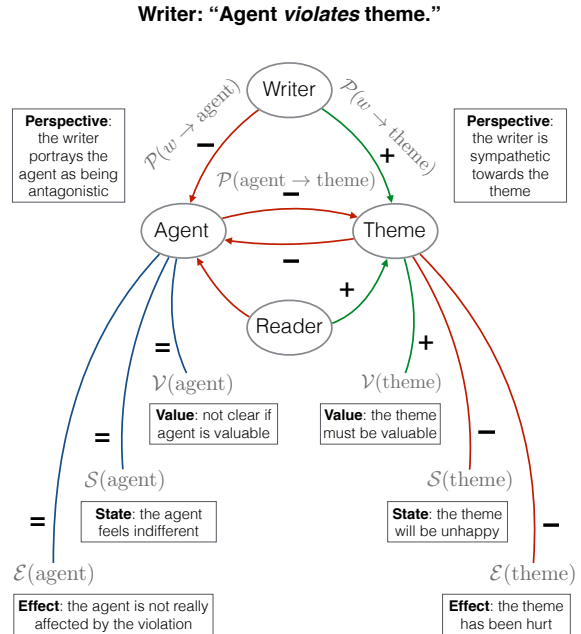 Writer: “Agent violates theme.”
Writer
Perspective:
the writer
portrays the
agent as being
antagonistic
P(w → agent)
−
P(w → theme)
+
Perspective:
the writer is
sympathetic
towards the
theme
P(agent → theme)
−
Agent
Theme
−
Reader
+
=
V(agent)
Value: not clear if
agent is valuable
+
V(theme)
Value: the theme
must be valuable
=
S(agent)
State: the agent
feels indifferent
−
S(theme)
State: the theme
will be unhappy
=
E(agent)
Effect: the agent is not really
affected by the violation
−
E(theme)
Effect: the theme
has been hurt